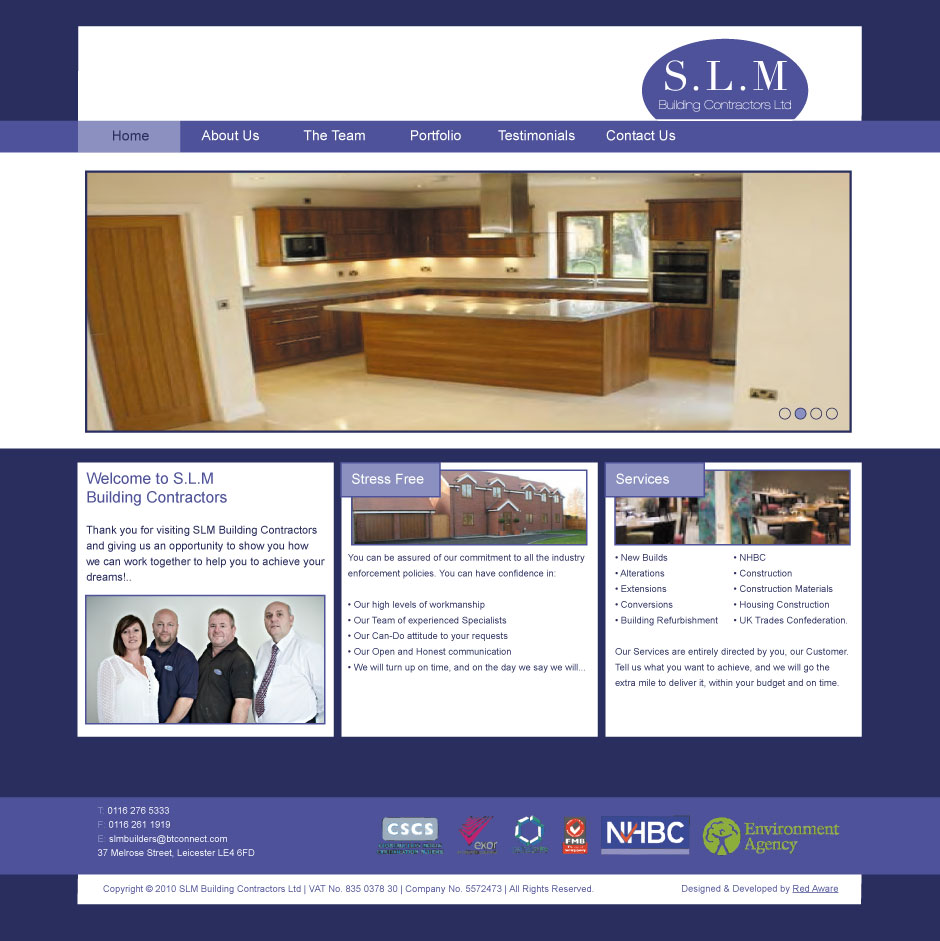 S.L.M
Building Contractors Ltd
Home
About Us
The Team
Portfolio
Testimonials
Contact Us
Welcome to S.L.M
Building Contractors
Thank you for visiting SLM Building Contractors
and giving us an opportunity to show you how
we can work together to help you to achieve your
dreams!..
Stress Free
You can be assured of our commitment to all the industry
enforcement policies. You can have confidence in:
• Our high levels of workmanship
• Our Team of experienced Specialists
• Our Can-Do attitude to your requests
• Our Open and Honest communication
• We will turn up on time, and on the day we say we will...
Services
• New Builds
• Alterations
• Extensions
• Conversions
• Building Refurbishment
• NHBC
• Construction
• Construction Materials
• Housing Construction
• UK Trades Confederation.
Our Services are entirely directed by you, our Customer.
Tell us what you want to achieve, and we will go the
extra mile to deliver it, within your budget and on time.
T: 0116 276 5333
F: 0116 261 1919
E: slmbuilders@btconnect.com
37 Melrose Street, Leicester LE4 6FD
CSCS
exor
FMB
NHBC
Environment
Agency
Copyright © 2010 SLM Building Contractors Ltd | VAT No. 835 0378 30 | Company No. 5572473 | All Rights Reserved.
Designed & Developed by Red Aware